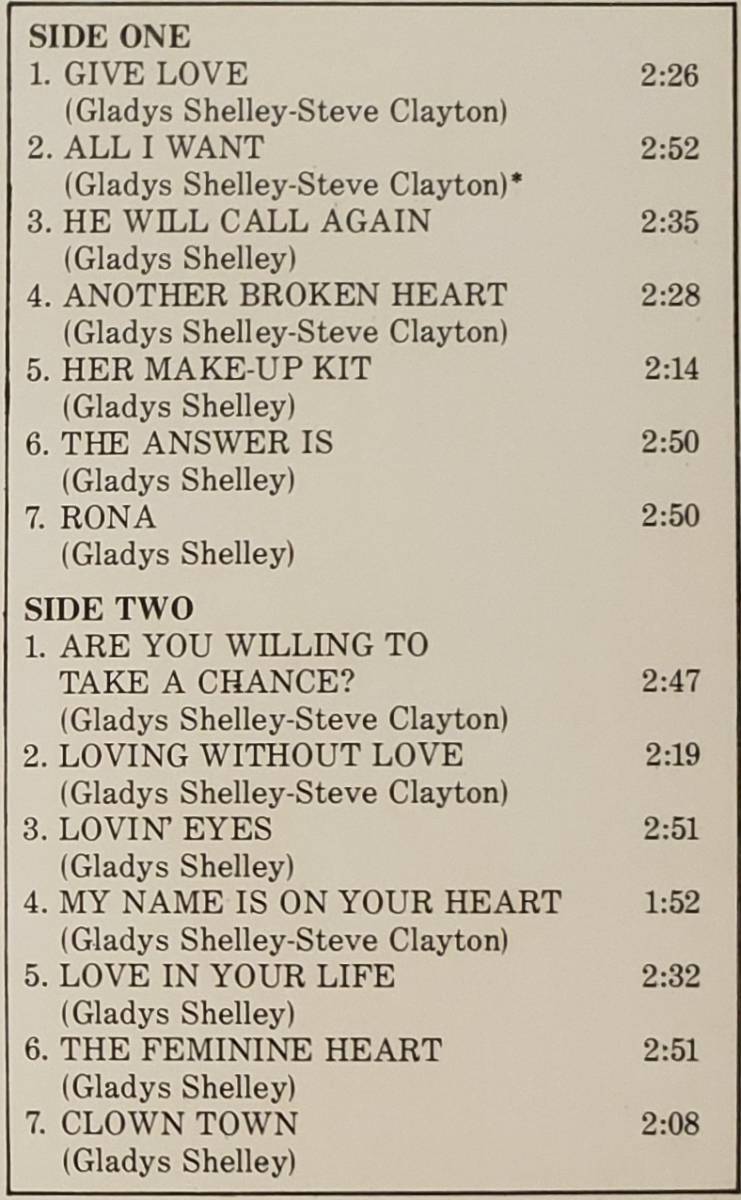 SIDE ONE
1. GIVE LOVE 2:26
(Gladys Shelley-Steve Clayton)
2. ALL I WANT 2:52
(Gladys Shelley-Steve Clayton)*
3. HE WILL CALL AGAIN 2:35
(Gladys Shelley)
4. ANOTHER BROKEN HEART 2:28
(Gladys Shelley-Steve Clayton)
5. HER MAKE-UP KIT 2:14
(Gladys Shelley)
6. THE ANSWER IS 2:50
(Gladys Shelley)
7. RONA 2:50
(Gladys Shelley)
SIDE TWO
1. ARE YOU WILLING TO
TAKE A CHANCE? 2:47
(Gladys Shelley-Steve Clayton)
2. LOVING WITHOUT LOVE 2:19
(Gladys Shelley-Steve Clayton)
3. LOVIN' EYES 2:51
(Gladys Shelley)
4. MY NAME IS ON YOUR HEART 1:52
(Gladys Shelley-Steve Clayton)
5. LOVE IN YOUR LIFE 2:32
(Gladys Shelley)
6. THE FEMININE HEART 2:51
(Gladys Shelley)
7. CLOWN TOWN 2:08
(Gladys Shelley)